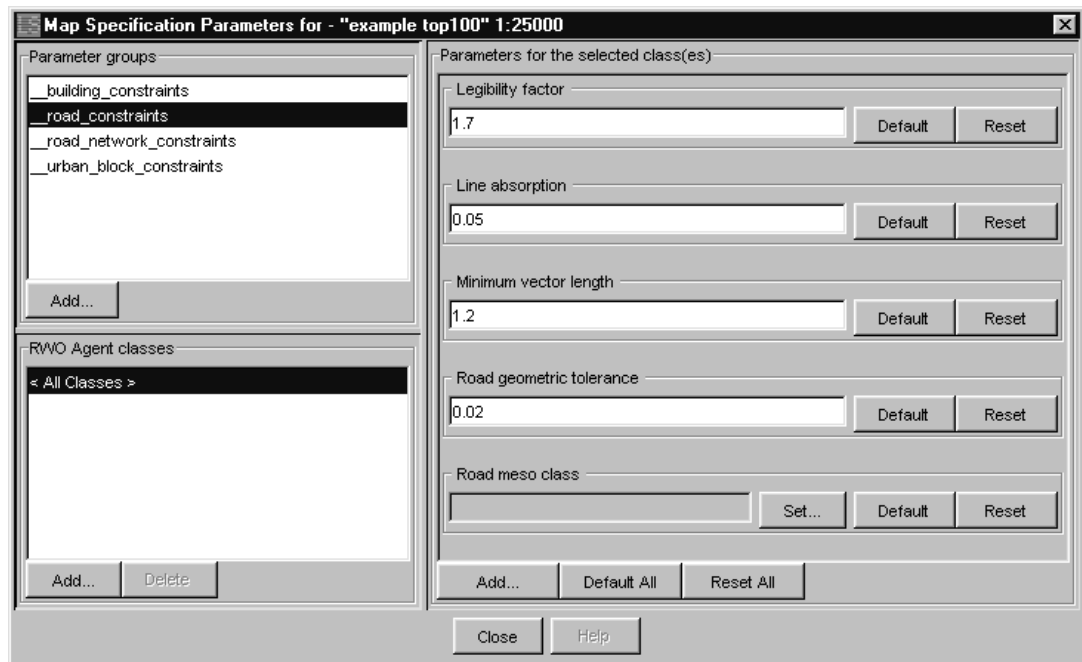 Map Specification Parameters for - "example top100" 1:25000
Parameter groups
__building_constraints
__road_constraints
__road_network_constraints
__urban_block_constraints
Add...
RWO Agent classes
< All Classes >
Add... Delete
Parameters for the selected class(es)
Legibility factor
1.7 Default Reset
Line absorption
0.05 Default Reset
Minimum vector length
1.2 Default Reset
Road geometric tolerance
0.02 Default Reset
Road meso class
Set... Default Reset
Add... Default All Reset All
Close Help